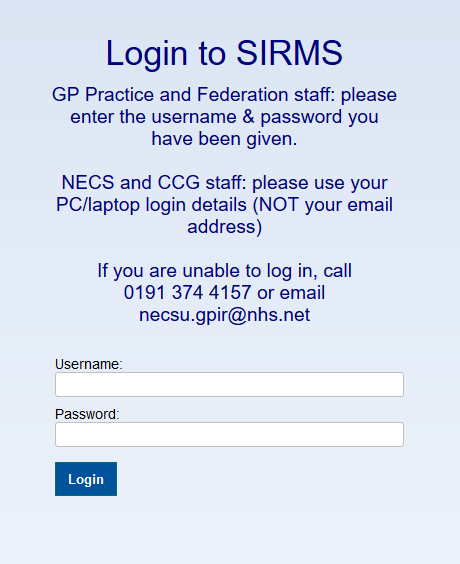 Login to SIRMS
GP Practice and Federation staff: please
enter the username & password you
have been given.
NECS and CCG staff: please use your
PC/laptop login details (NOT your email
address)
If you are unable to log in, call
0191 374 4157 or email
necsu.gpir@nhs.net
Username:
Password:
Login